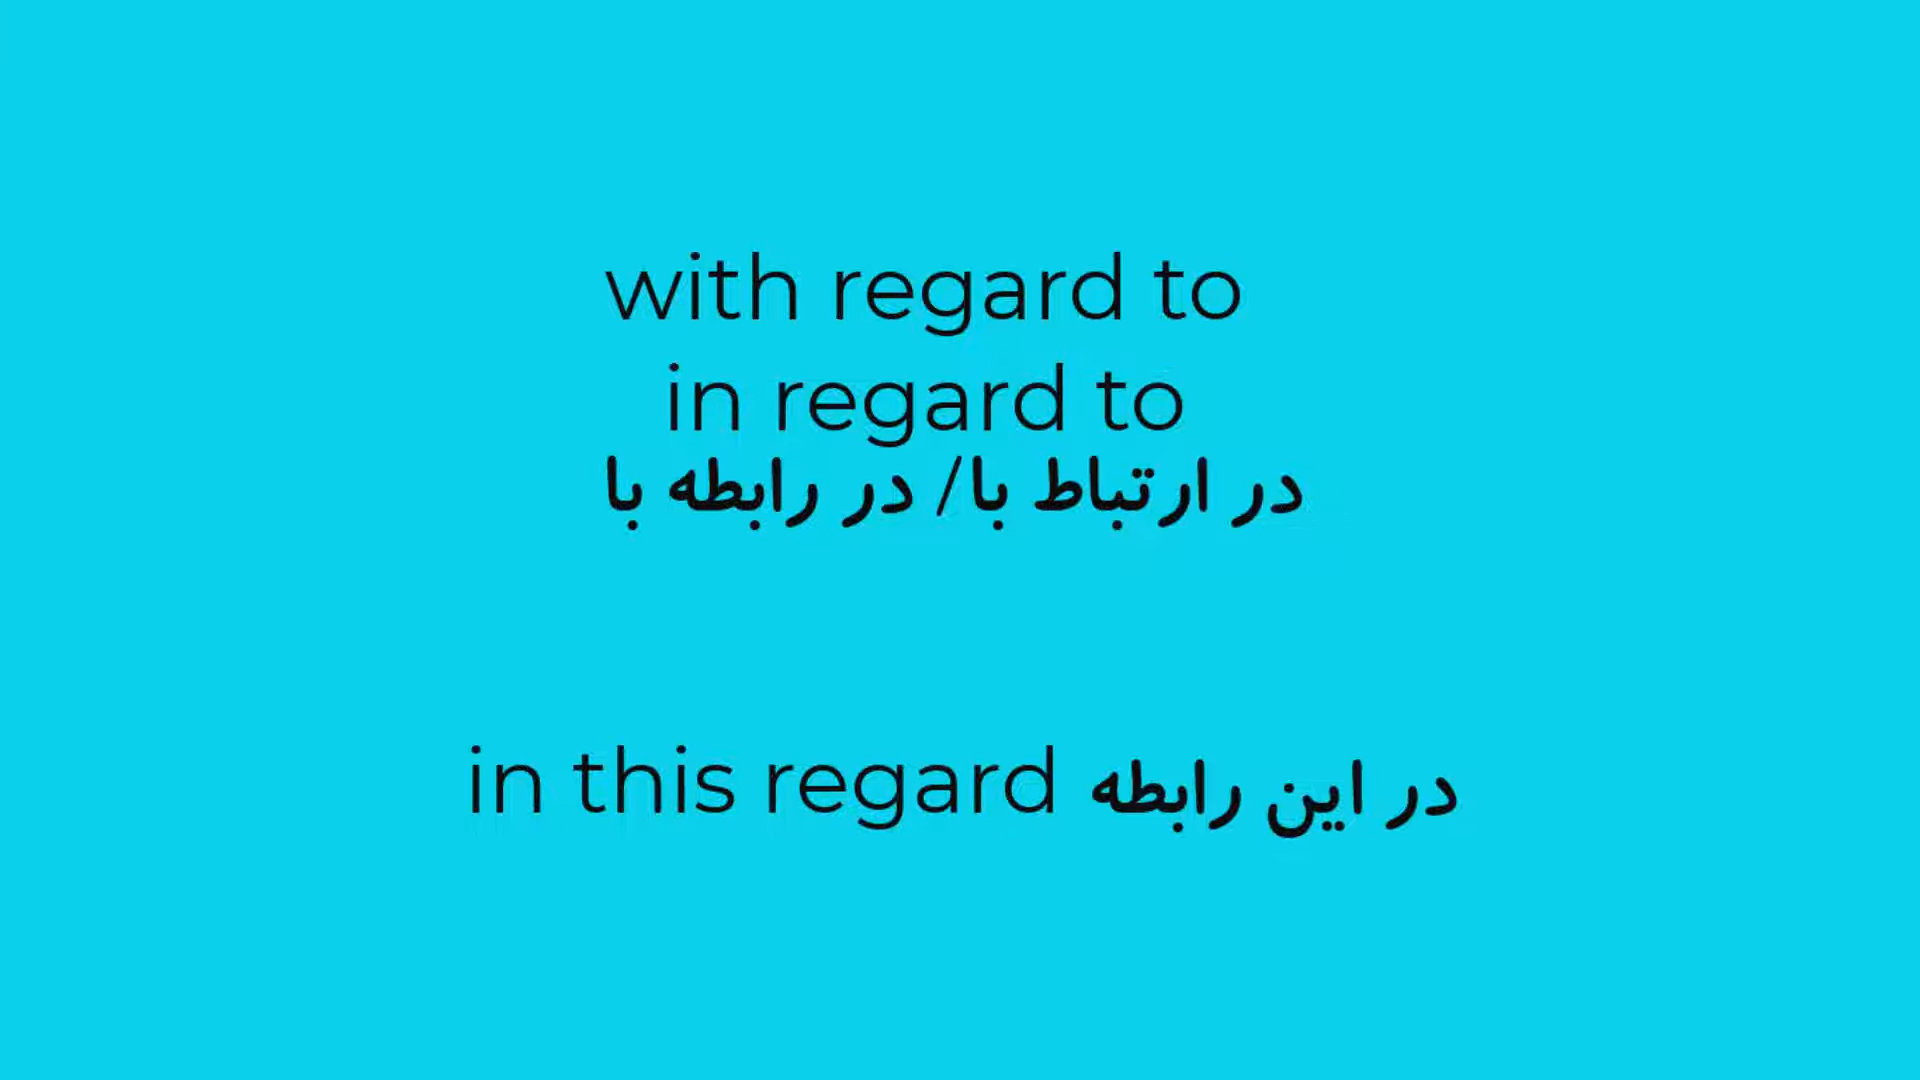 with regard to
in regard to
در ارتباط با/ در رابطه با
in this regard در این رابطه